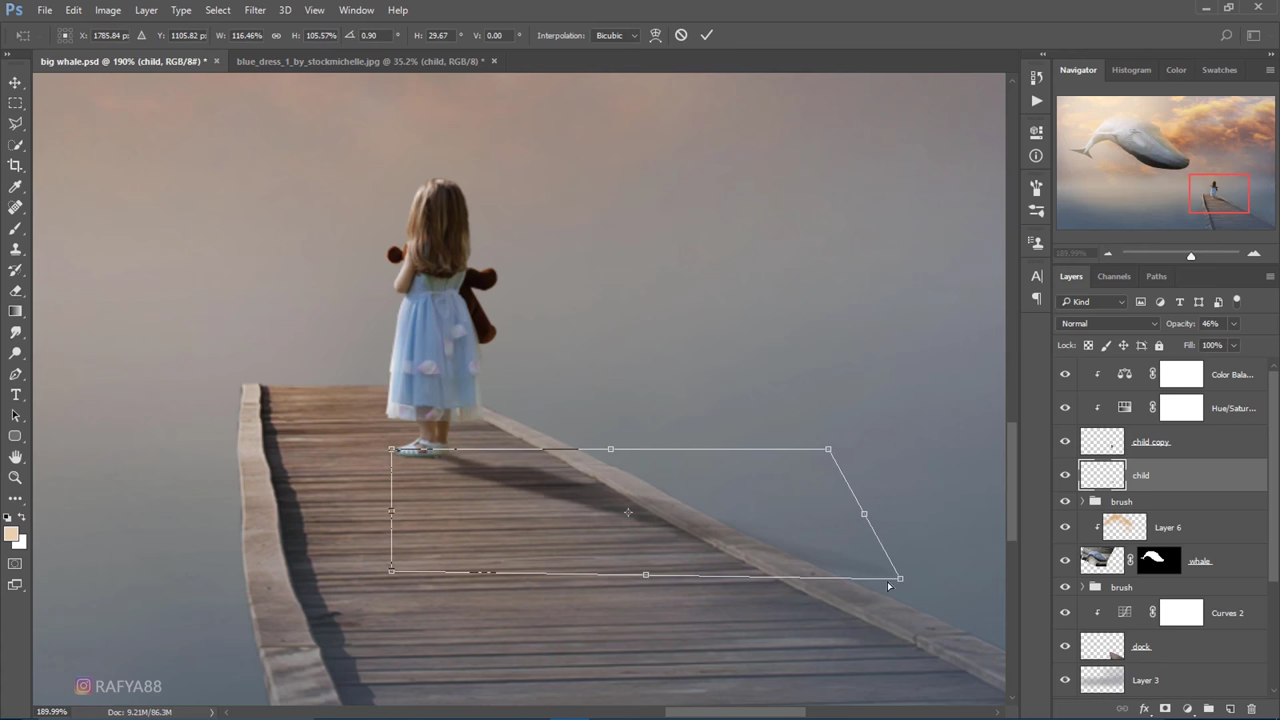 Ps File Edit Image Layer Type Select Filter 3D View Window Help
X: 1785.84 px Y: 1105.82 px W: 116.46% H: 105.57% 0.90 ° H: 29.67 ° V: 0.00 ° Interpolation: Bicubic
big whale.psd @ 190% (child, RGB/8#) * × blue_dress_1_by_stockmichelle.jpg @ 35.2% (child, RGB/8) * ×
Navigator Histogram Color Swatches
189.99%
Layers Channels Paths
Kind
Normal Opacity: 46%
Lock: Fill: 100%
Color Bala...
Hue/Satur...
child copy
child
brush
Layer 6
whale
brush
Curves 2
dock
Layer 3
RAFYA88
189.99% Doc: 9.21M/86.3M